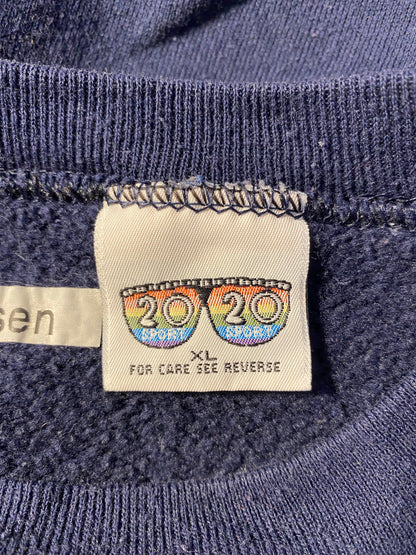 20 20
SPORT SPORT
XL
FOR CARE SEE REVERSE
sen